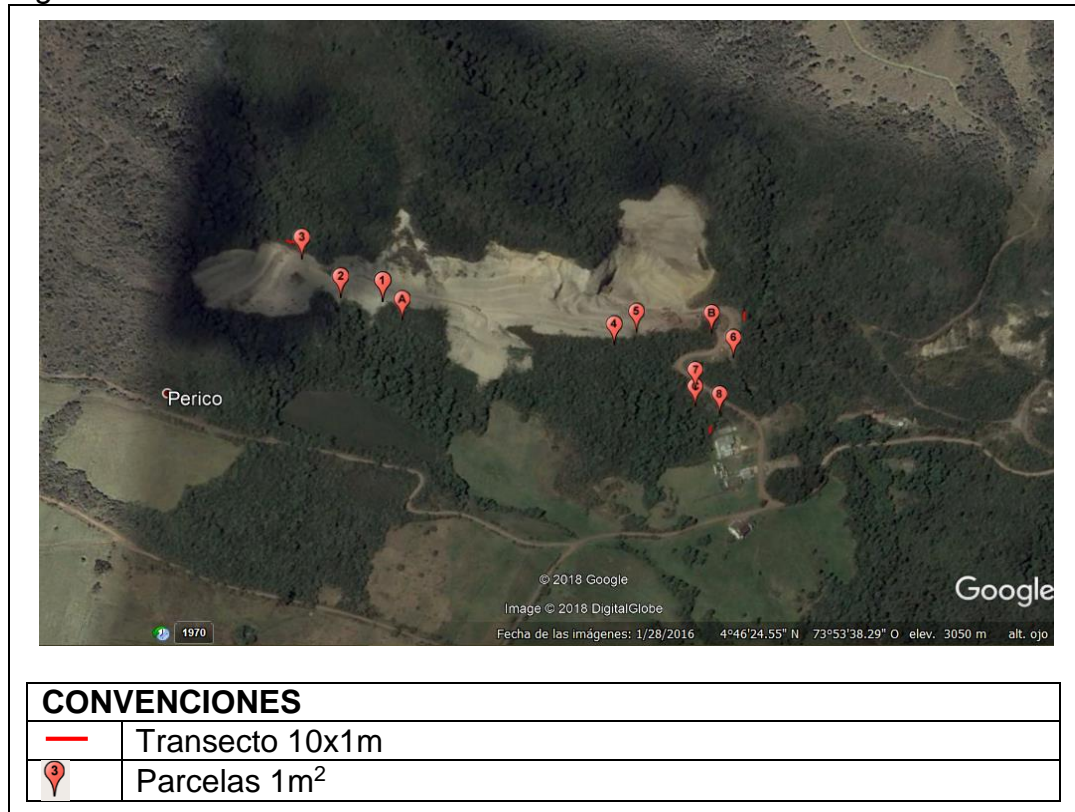 3
2
1
A
5
4
B
6
7
C
8
Perico
© 2018 Google
Image © 2018 DigitalGlobe
Google
1970
Fecha de las imágenes: 1/28/2016 4°46'24.55" N 73°53'38.29" O elev. 3050 m alt. ojo
CONVENCIONES
Transecto 10x1m
3 Parcelas 1m²